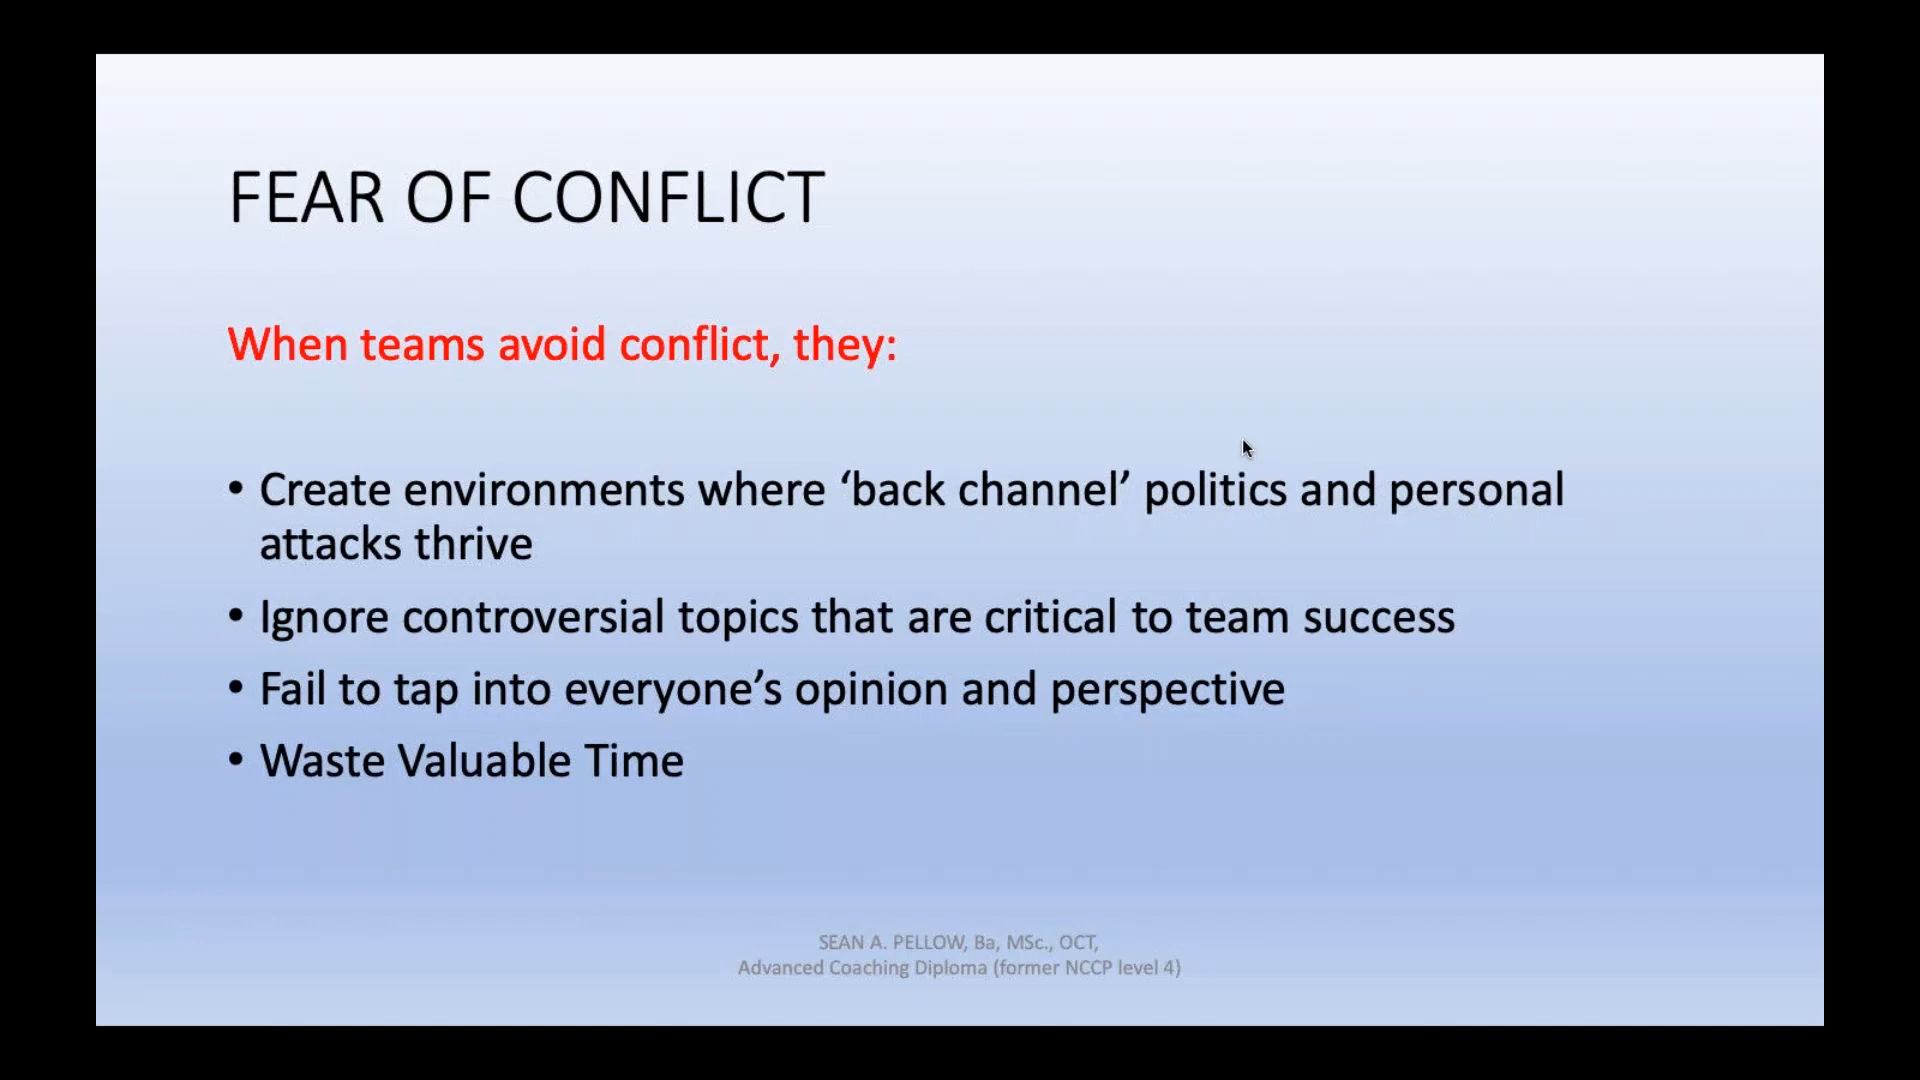 FEAR OF CONFLICT
When teams avoid conflict, they:
• Create environments where ‘back channel’ politics and personal
attacks thrive
• Ignore controversial topics that are critical to team success
• Fail to tap into everyone’s opinion and perspective
• Waste Valuable Time
SEAN A. PELLOW, Ba, MSc., OCT,
Advanced Coaching Diploma (former NCCP level 4)